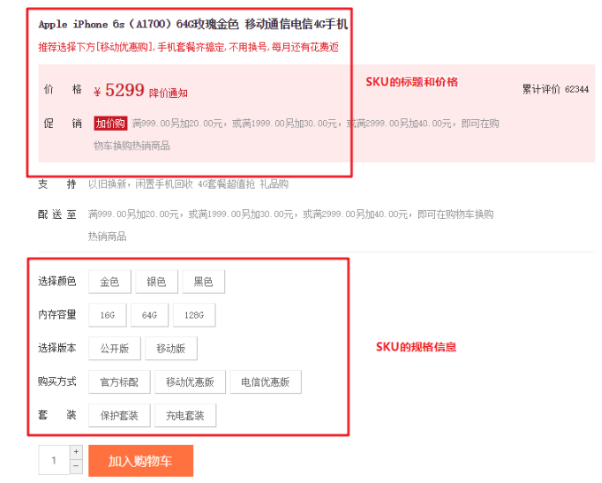 Apple iPhone 6s（A1700）64G玫瑰金色 移动通信电信4G手机
推荐选择下方[移动优惠购],手机套餐齐搞定,不用换号,每月还有花费返
价 格 ￥ 5299 降价通知 SKU的标题和价格 累计评价 62344
促 销 加价购 满999.00另加20.00元，或满1999.00另加30.00元，或满2999.00另加40.00元，即可在购
物车换购热销商品
支 持 以旧换新，闲置手机回收 4G套餐超值抢 礼品购
配送至 满999.00另加20.00元，或满1999.00另加30.00元，或满2999.00另加40.00元，即可在购物车换购
热销商品
选择颜色 金色 银色 黑色
内存容量 16G 64G 128G
选择版本 公开版 移动版 SKU的规格信息
购买方式 官方标配 移动优惠版 电信优惠版
套 装 保护套装 充电套装
1 + - 加入购物车